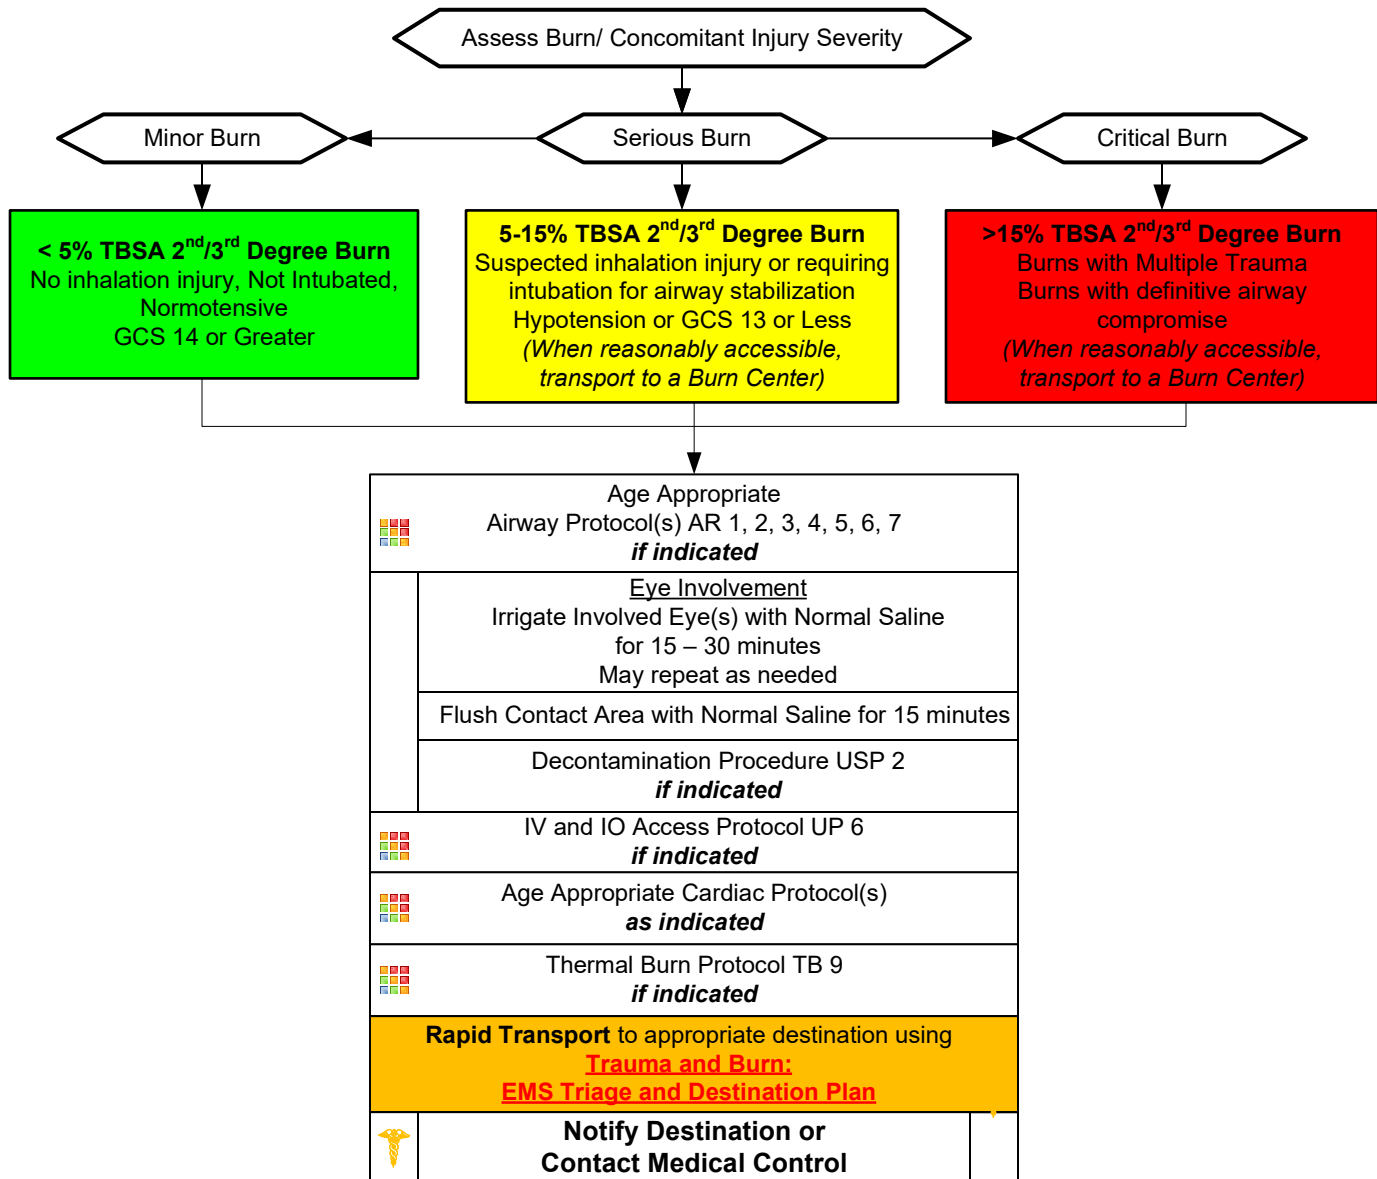 Assess Burn/ Concomitant Injury Severity
Minor Burn
Serious Burn
Critical Burn
< 5% TBSA 2nd/3rd Degree Burn
No inhalation injury, Not Intubated,
Normotensive
GCS 14 or Greater
5-15% TBSA 2nd/3rd Degree Burn
Suspected inhalation injury or requiring
intubation for airway stabilization
Hypotension or GCS 13 or Less
(When reasonably accessible,
transport to a Burn Center)
>15% TBSA 2nd/3rd Degree Burn
Burns with Multiple Trauma
Burns with definitive airway
compromise
(When reasonably accessible,
transport to a Burn Center)
Age Appropriate
Airway Protocol(s) AR 1, 2, 3, 4, 5, 6, 7
if indicated
Eye Involvement
Irrigate Involved Eye(s) with Normal Saline
for 15 – 30 minutes
May repeat as needed
Flush Contact Area with Normal Saline for 15 minutes
Decontamination Procedure USP 2
if indicated
IV and IO Access Protocol UP 6
if indicated
Age Appropriate Cardiac Protocol(s)
as indicated
Thermal Burn Protocol TB 9
if indicated
Rapid Transport to appropriate destination using
Trauma and Burn:
EMS Triage and Destination Plan
Notify Destination or
Contact Medical Control